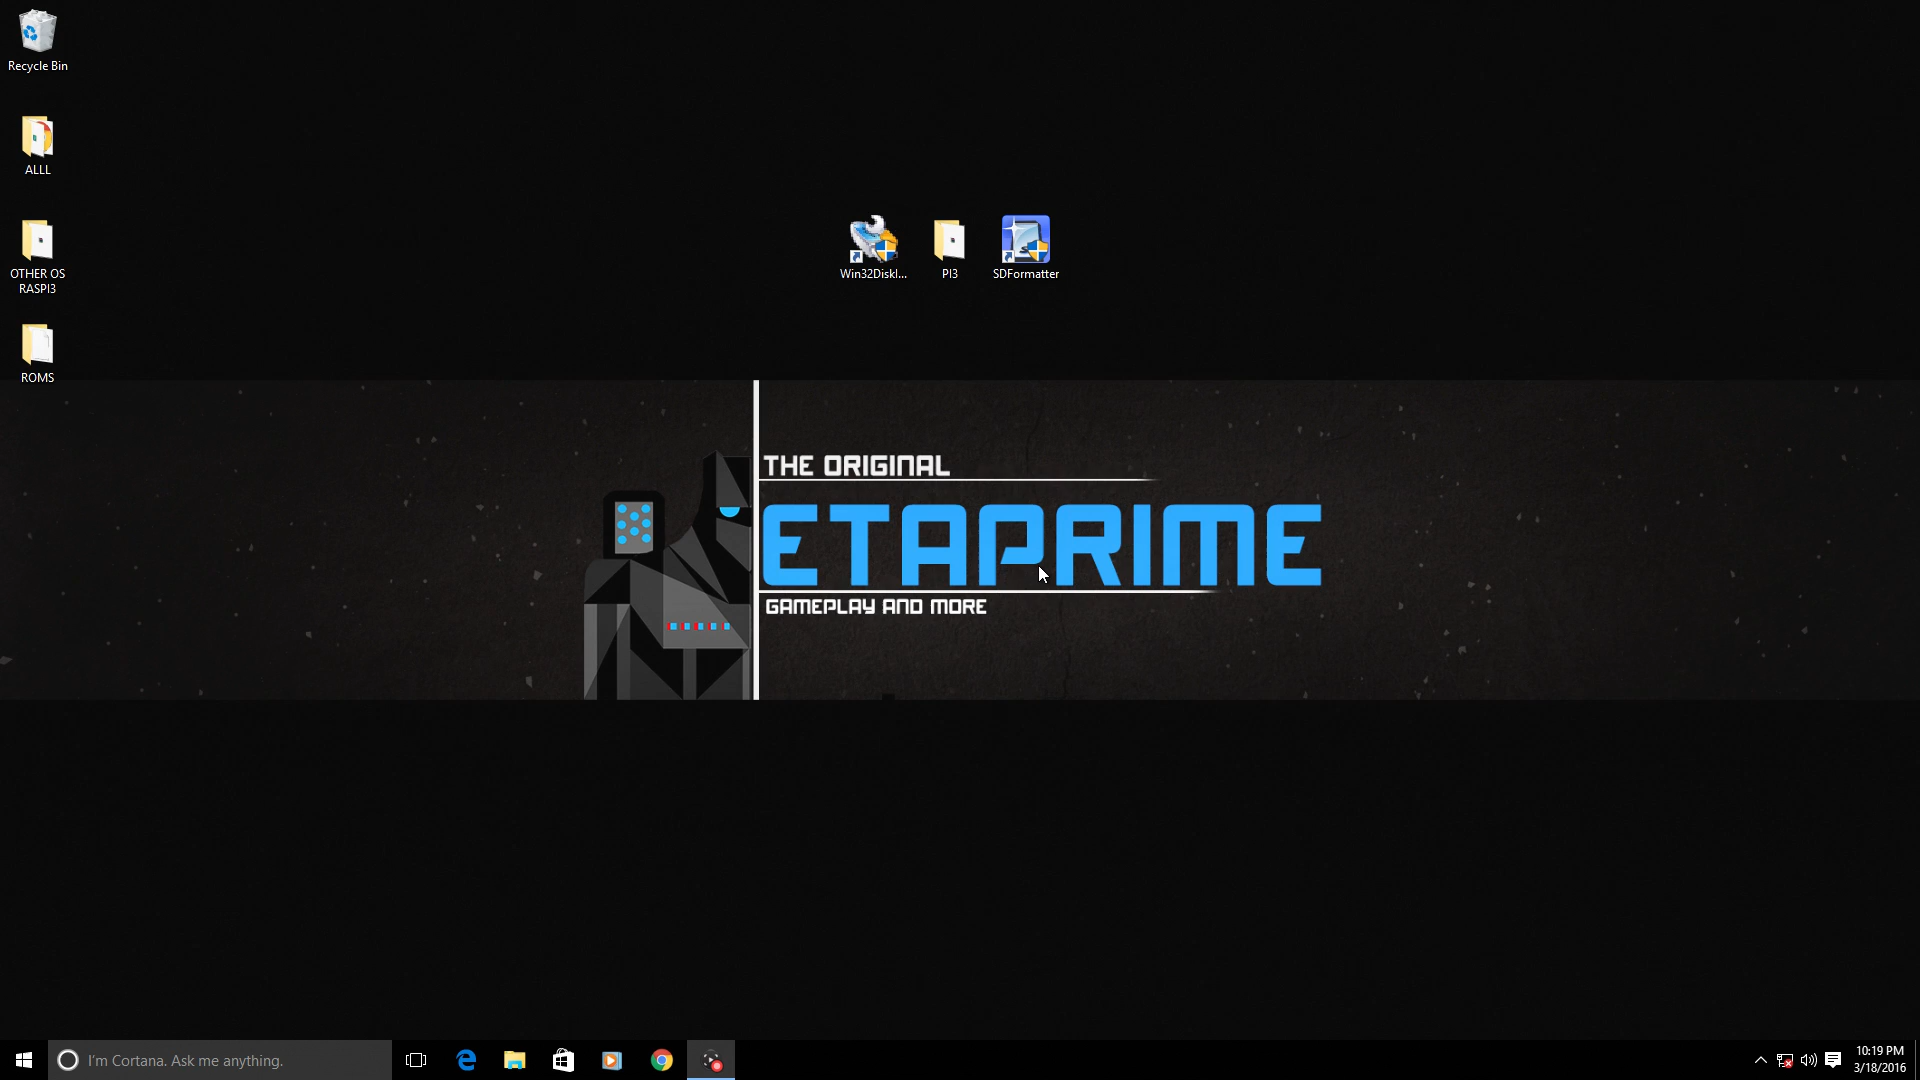 Recycle Bin
ALLL
OTHER OS
RASPI3
ROMS
Win32DiskI...
PI3
SDFormatter
THE ORIGINAL
ETAPRIME
GAMEPLAY AND MORE
I'm Cortana. Ask me anything.
10:19 PM
3/18/2016